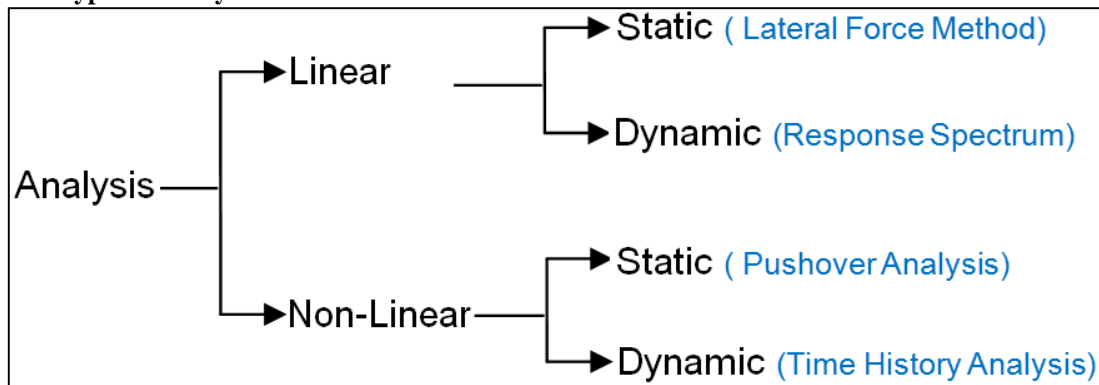 Static ( Lateral Force Method)
Linear
Dynamic (Response Spectrum)
Analysis
Static ( Pushover Analysis)
Non-Linear
Dynamic (Time History Analysis)